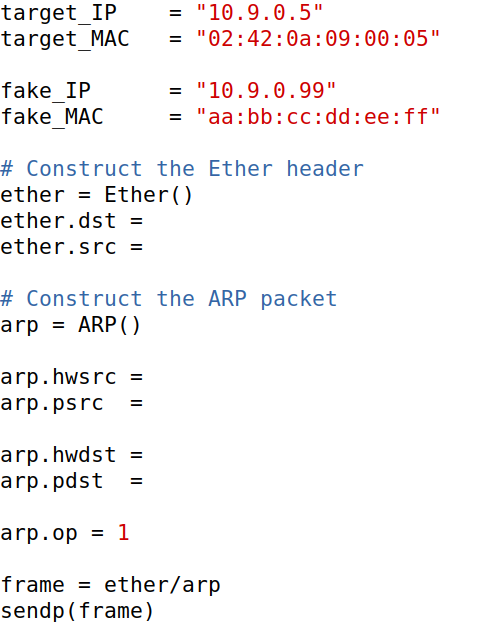 target_IP    = "10.9.0.5"
target_MAC   = "02:42:0a:09:00:05"
fake_IP      = "10.9.0.99"
fake_MAC     = "aa:bb:cc:dd:ee:ff"
# Construct the Ether header
ether = Ether()
ether.dst =
ether.src =
# Construct the ARP packet
arp = ARP()
arp.hwsrc =
arp.psrc  =
arp.hwdst =
arp.pdst  =
arp.op = 1
frame = ether/arp
sendp(frame)